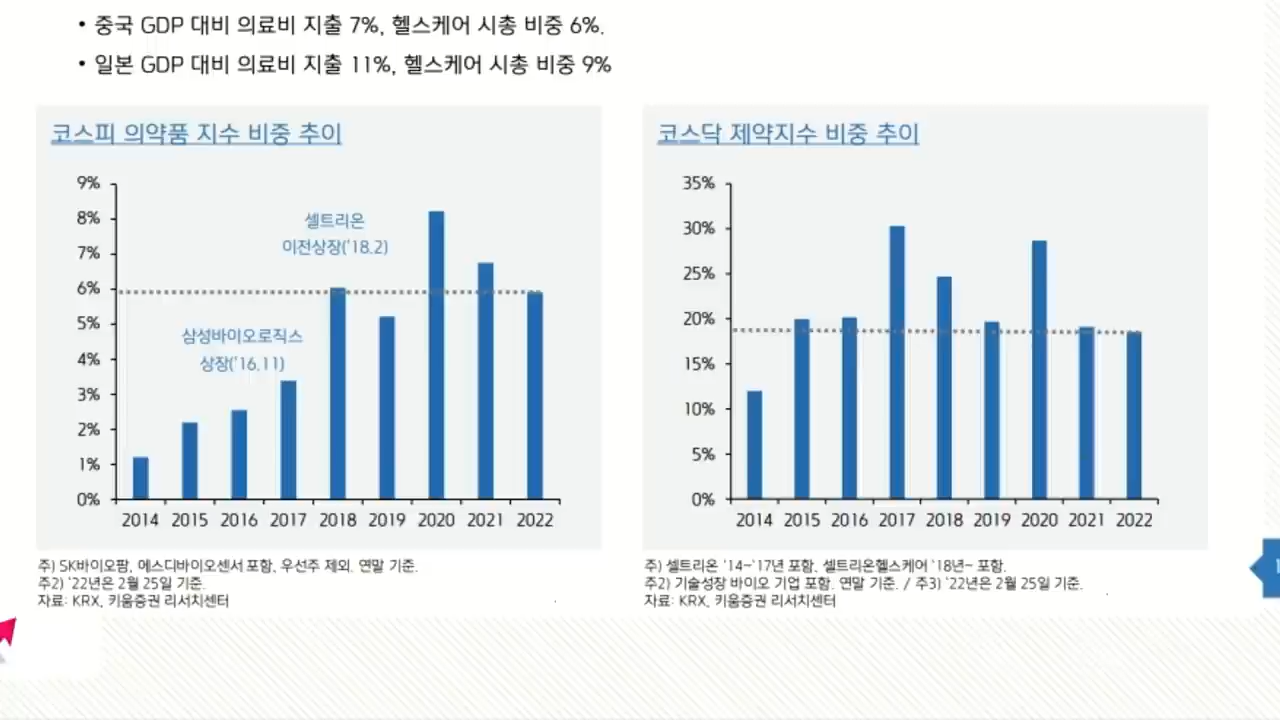 • 중국 GDP 대비 의료비 지출 7%, 헬스케어 시총 비중 6%.
• 일본 GDP 대비 의료비 지출 11%, 헬스케어 시총 비중 9%
코스피 의약품 지수 비중 추이
9%
8%
7%
6%
5%
4%
3%
2%
1%
0%
셀트리온
이전상장('18.2)
삼성바이오로직스
상장('16.11)
2014 2015 2016 2017 2018 2019 2020 2021 2022
주) SK바이오팜, 에스디바이오센서 포함, 우선주 제외. 연말 기준.
주2) '22년은 2월 25일 기준.
자료: KRX, 키움증권 리서치센터
코스닥 제약지수 비중 추이
35%
30%
25%
20%
15%
10%
5%
0%
2014 2015 2016 2017 2018 2019 2020 2021 2022
주) 셀트리온 '14~'17년 포함, 셀트리온헬스케어 '18년~ 포함.
주2) 기술성장 바이오 기업 포함. 연말 기준. / 주3) '22년은 2월 25일 기준.
자료: KRX, 키움증권 리서치센터